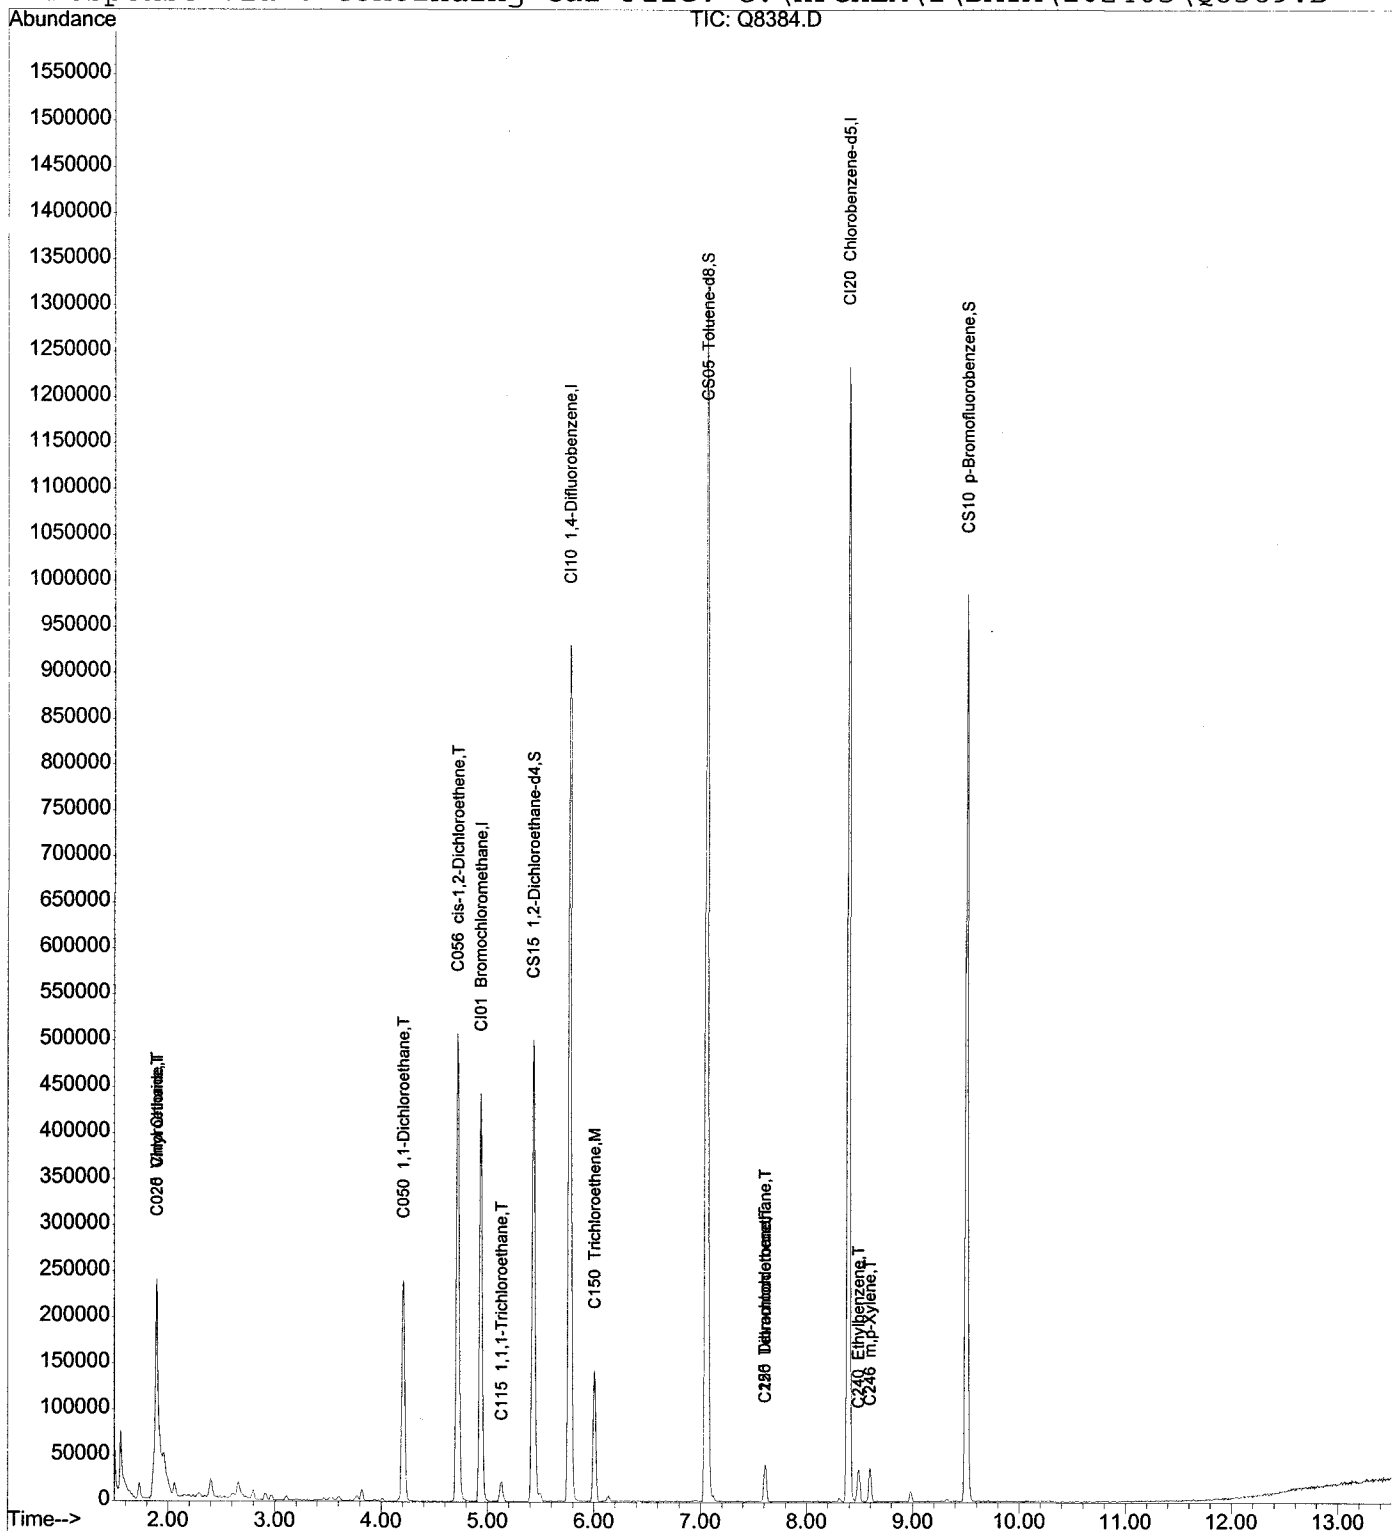 Abundance
TIC: Q8384.D
1550000
1500000
1450000
1400000
1350000
1300000
1250000
1200000
1150000
1100000
1050000
1000000
950000
900000
850000
800000
750000
700000
650000
600000
550000
500000
450000
400000
350000
300000
250000
200000
150000
100000
50000
0
C050 1,1-Dichloroethane,T
C056 cis-1,2-Dichloroethene,T
CI01 Bromochloromethane,I
C115 1,1,1-Trichloroethane,T
CS15 1,2-Dichloroethane-d4,S
CI10 1,4-Difluorobenzene,I
C150 Trichloroethene,M
CS05 Toluene-d8,S
CI20 Chlorobenzene-d5,I
C240 Ethylbenzene,T
C246 m,p-Xylene,T
CS10 p-Bromofluorobenzene,S
Time--> 2.00 3.00 4.00 5.00 6.00 7.00 8.00 9.00 10.00 11.00 12.00 13.00